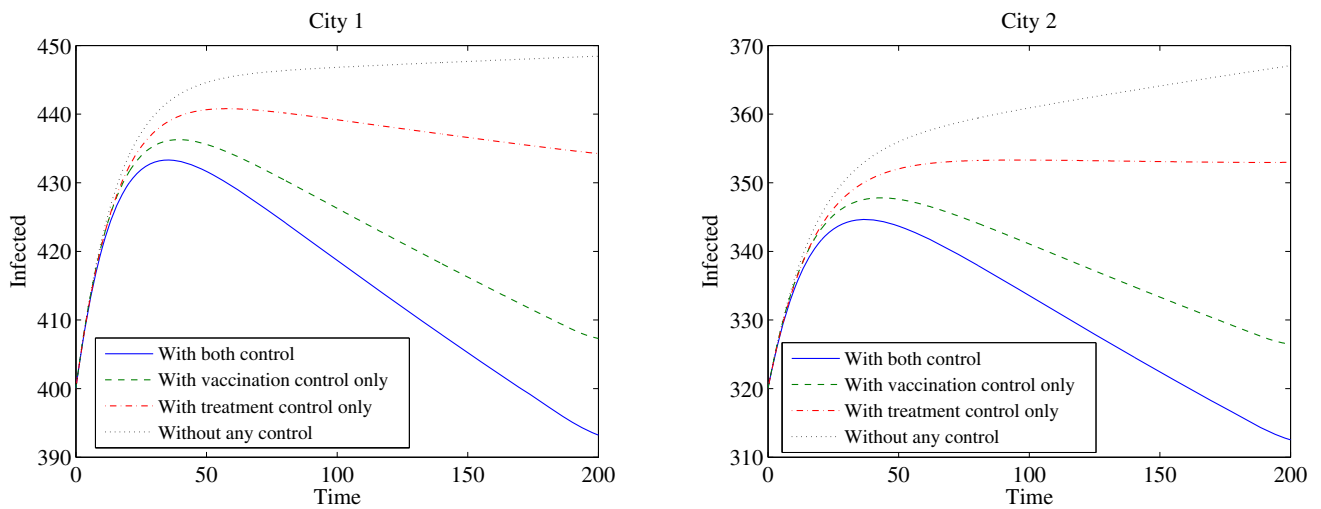 City 1
450
440
430
420
410
400
390
Infected
With both control
With vaccination control only
With treatment control only
Without any control
0
50
100
150
200
Time
City 2
370
360
350
340
330
320
310
Infected
With both control
With vaccination control only
With treatment control only
Without any control
0
50
100
150
200
Time